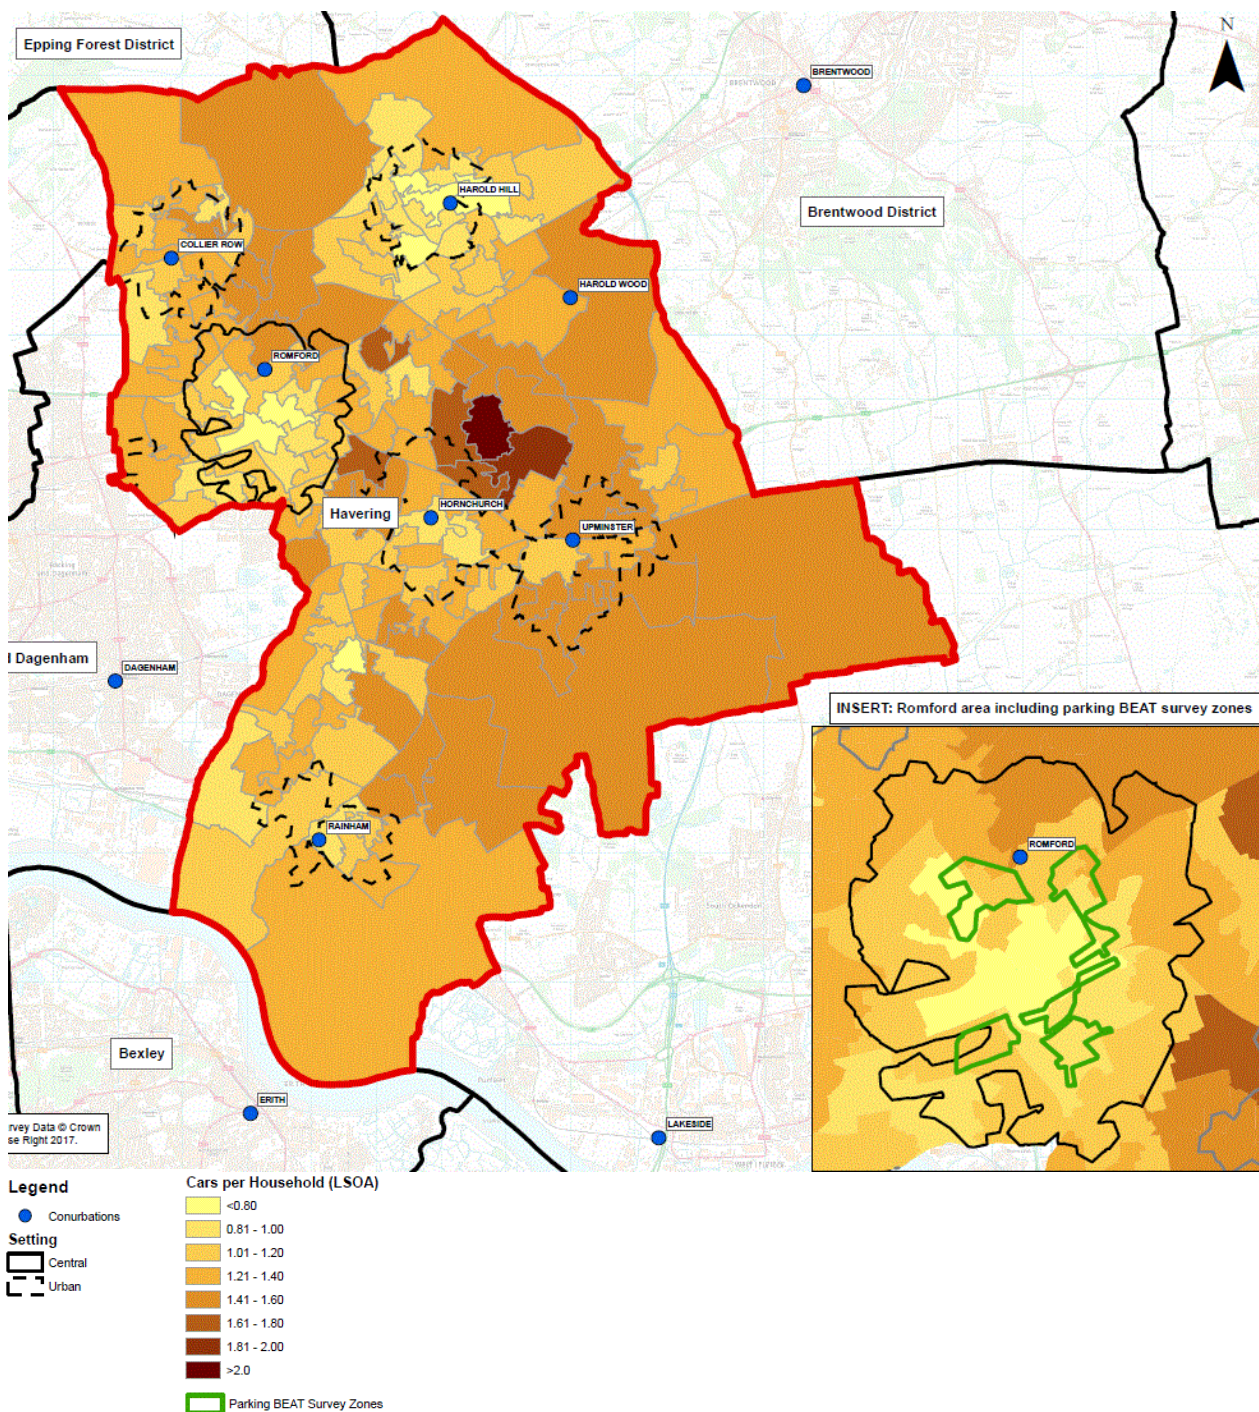 Epping Forest District
N
BRENTWOOD
BRENTWOOD
HAROLD HILL
Brentwood District
COLLIER ROW
HAROLD WOOD
ROMFORD
Havering
HORNCHURCH
UPMINSTER
d Dagenham
DAGENHAM
INSERT: Romford area including parking BEAT survey zones
RAINHAM
ROMFORD
Bexley
ERITH
LAKESIDE
rvey Data © Crown
se Right 2017.
Legend
Conurbations
Setting
Central
Urban
Cars per Household (LSOA)
<0.80
0.81 - 1.00
1.01 - 1.20
1.21 - 1.40
1.41 - 1.60
1.61 - 1.80
1.81 - 2.00
>2.0
Parking BEAT Survey Zones